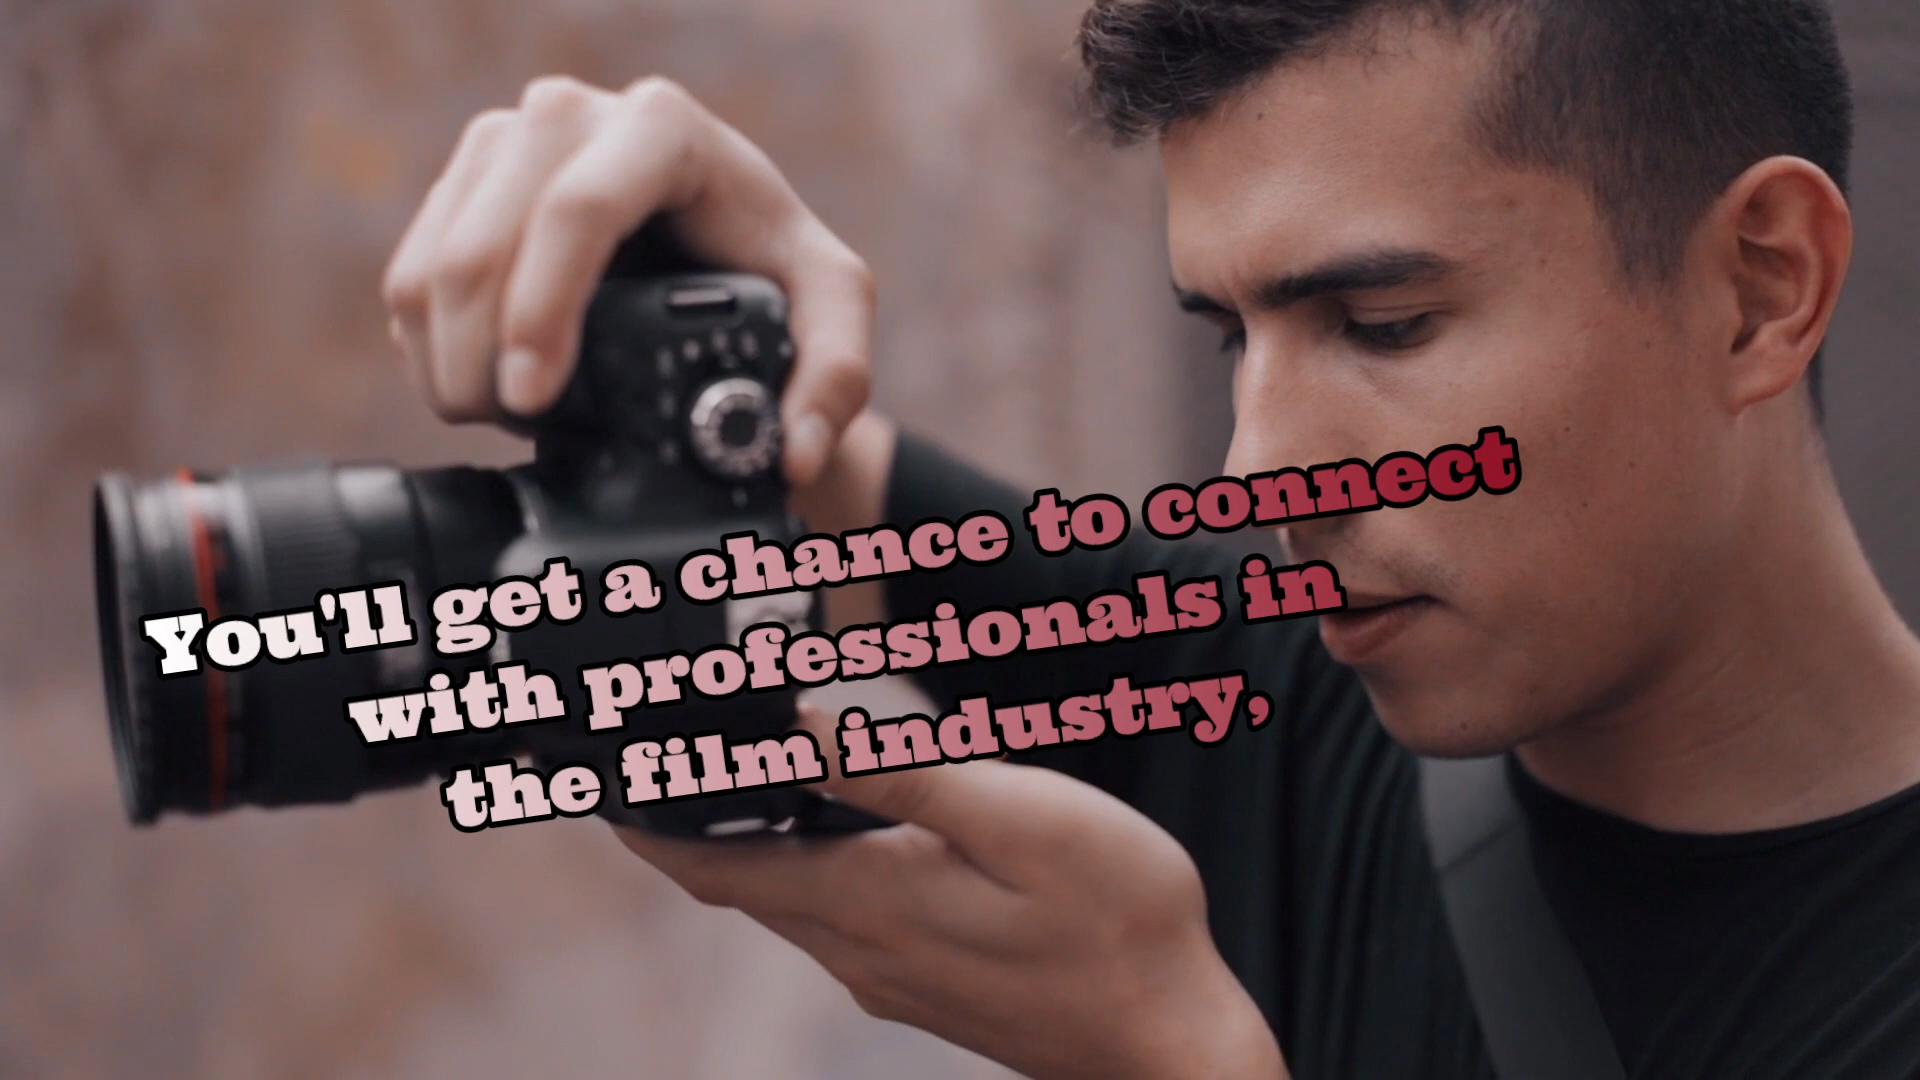 You'll get a chance to connect
with professionals in
the film industry,